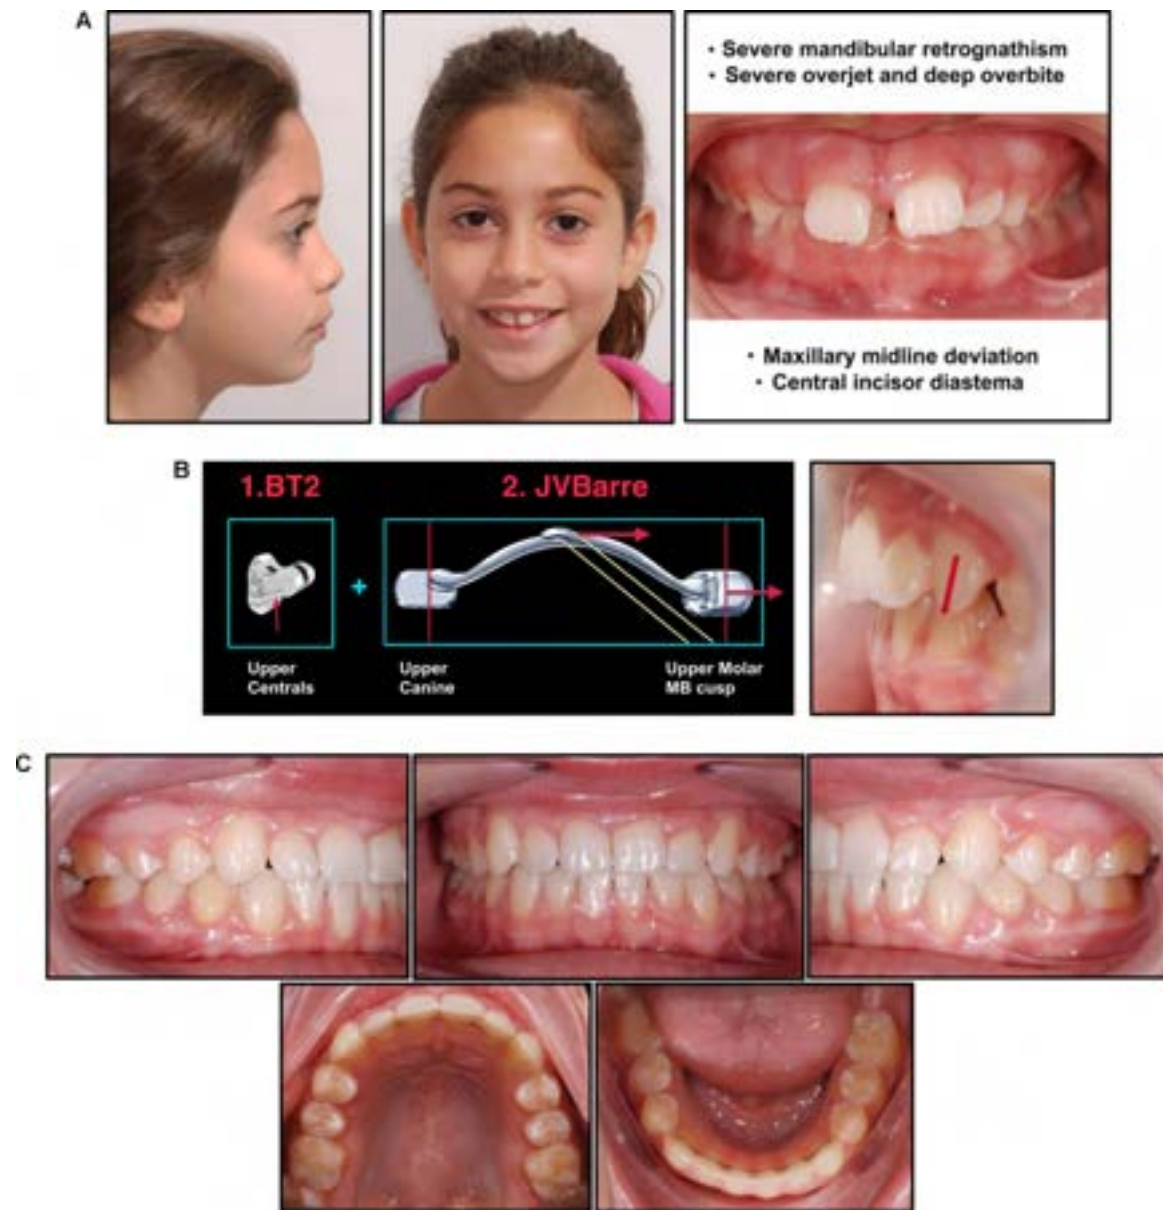 A
• Severe mandibular retrognathism
• Severe overjet and deep overbite
• Maxillary midline deviation
• Central incisor diastema
B
1.BT2
2. JVBarre
+
Upper
Centrals
Upper
Canine
Upper Molar
MB cusp
C